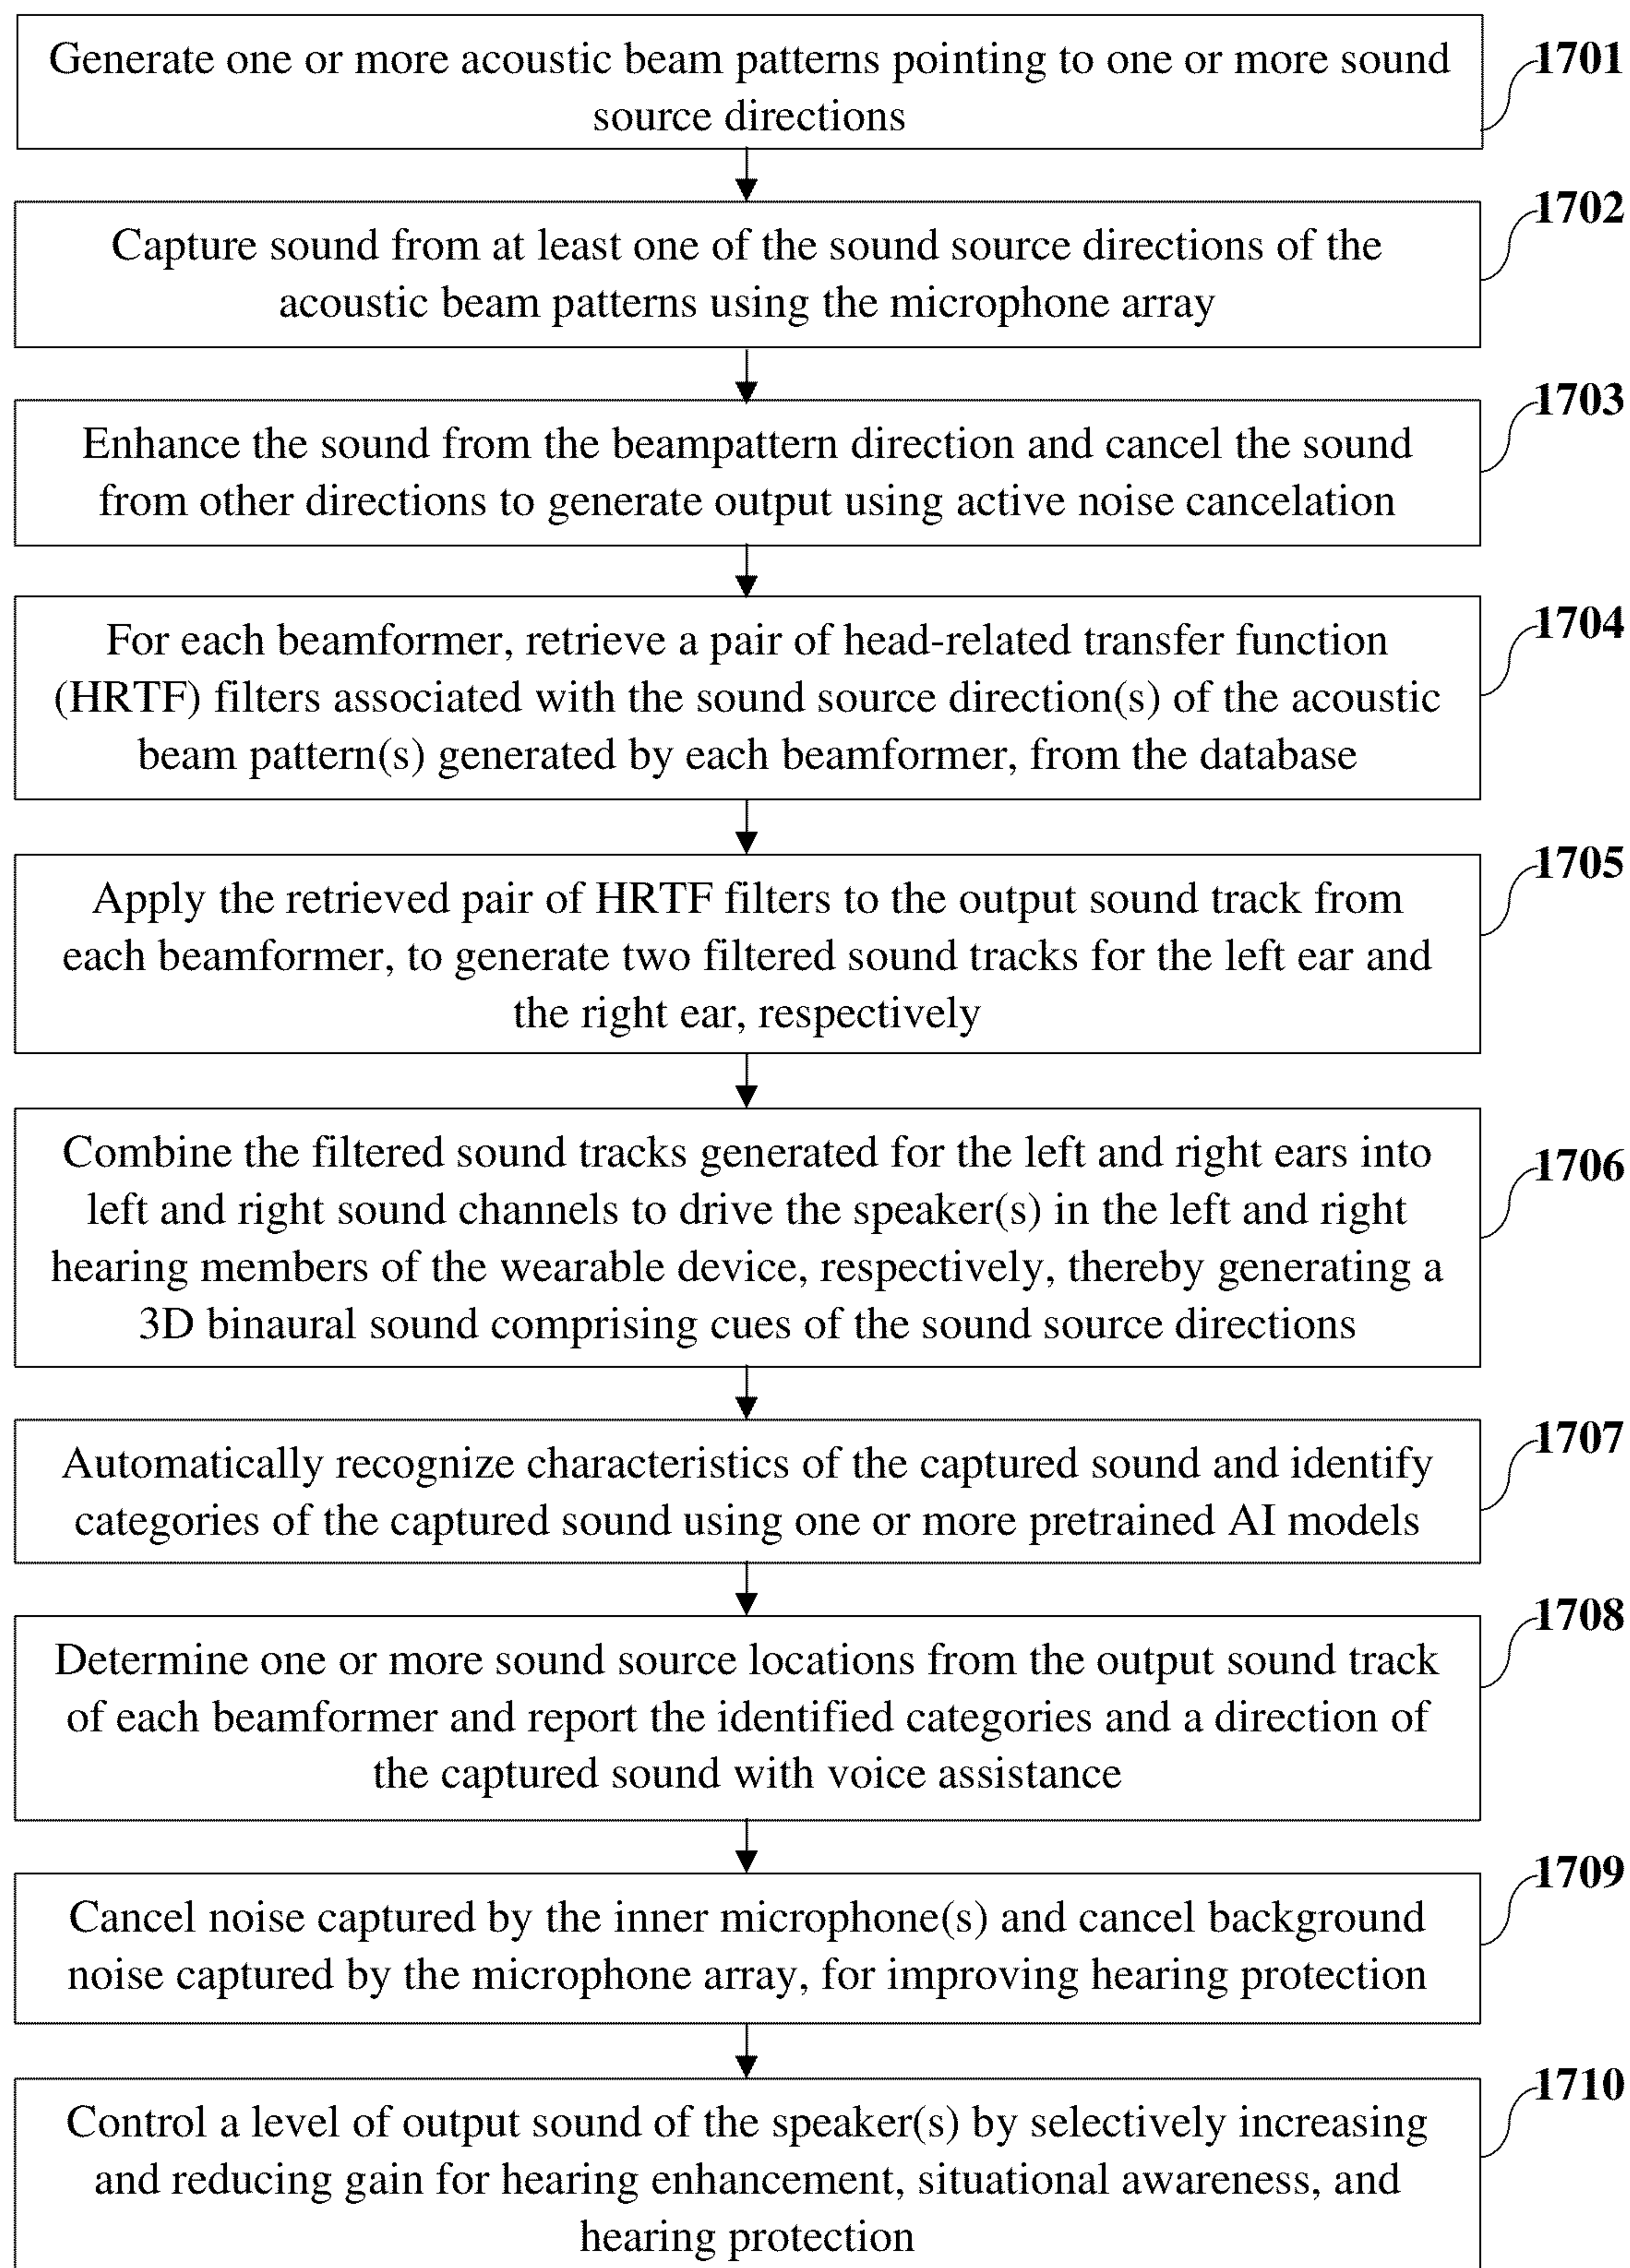 Generate one or more acoustic beam patterns pointing to one or more sound
source directions
1701
Capture sound from at least one of the sound source directions of the
acoustic beam patterns using the microphone array
1702
Enhance the sound from the beampattern direction and cancel the sound
from other directions to generate output using active noise cancelation
1703
For each beamformer, retrieve a pair of head-related transfer function
(HRTF) filters associated with the sound source direction(s) of the acoustic
beam pattern(s) generated by each beamformer, from the database
1704
Apply the retrieved pair of HRTF filters to the output sound track from
each beamformer, to generate two filtered sound tracks for the left ear and
the right ear, respectively
1705
Combine the filtered sound tracks generated for the left and right ears into
left and right sound channels to drive the speaker(s) in the left and right
hearing members of the wearable device, respectively, thereby generating a
3D binaural sound comprising cues of the sound source directions
1706
Automatically recognize characteristics of the captured sound and identify
categories of the captured sound using one or more pretrained AI models
1707
Determine one or more sound source locations from the output sound track
of each beamformer and report the identified categories and a direction of
the captured sound with voice assistance
1708
Cancel noise captured by the inner microphone(s) and cancel background
noise captured by the microphone array, for improving hearing protection
1709
Control a level of output sound of the speaker(s) by selectively increasing
and reducing gain for hearing enhancement, situational awareness, and
hearing protection
1710